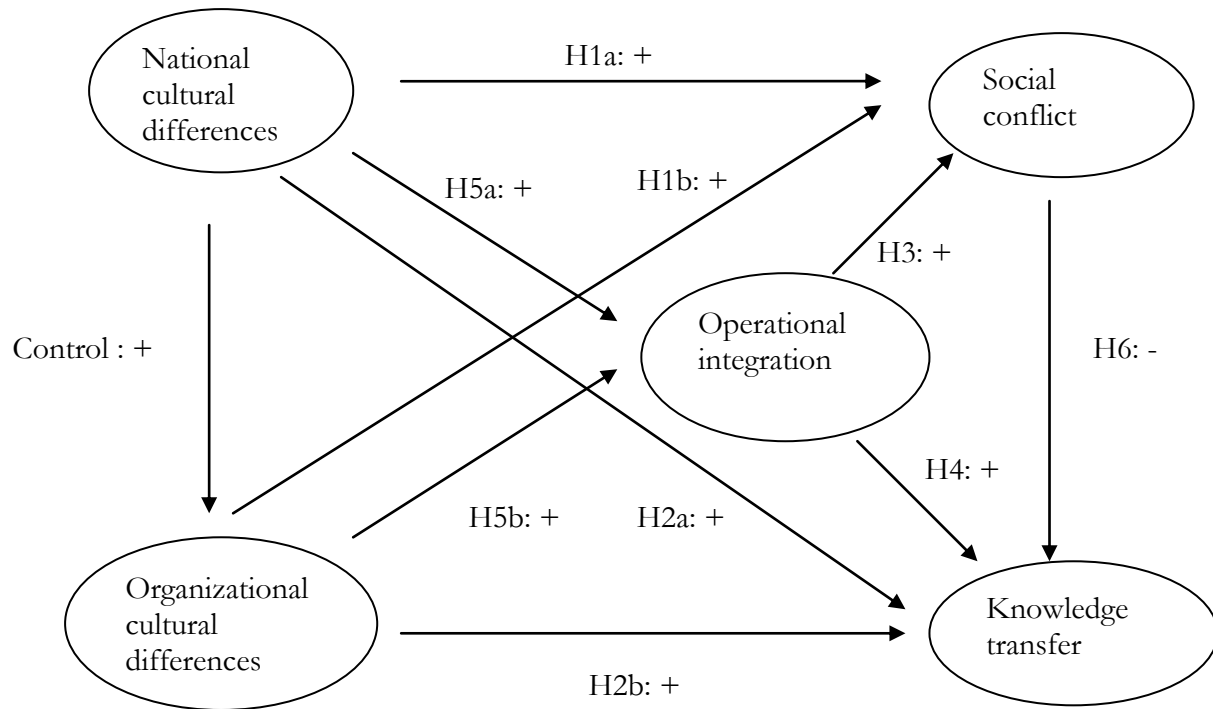 National
cultural
differences
H1a: +
Social
conflict
H5a: +
H1b: +
H3: +
Control : +
Operational
integration
H6: -
H4: +
H5b: +
H2a: +
Organizational
cultural
differences
Knowledge
transfer
H2b: +